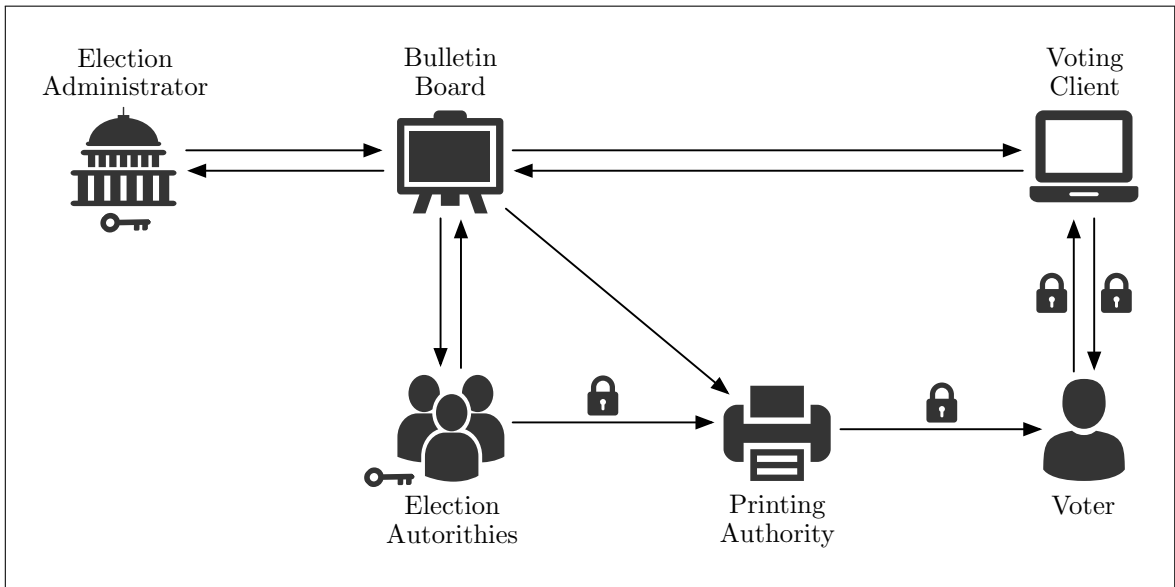 Election
Administrator
Bulletin
Board
Voting
Client
Election
Autorithies
Printing
Authority
Voter